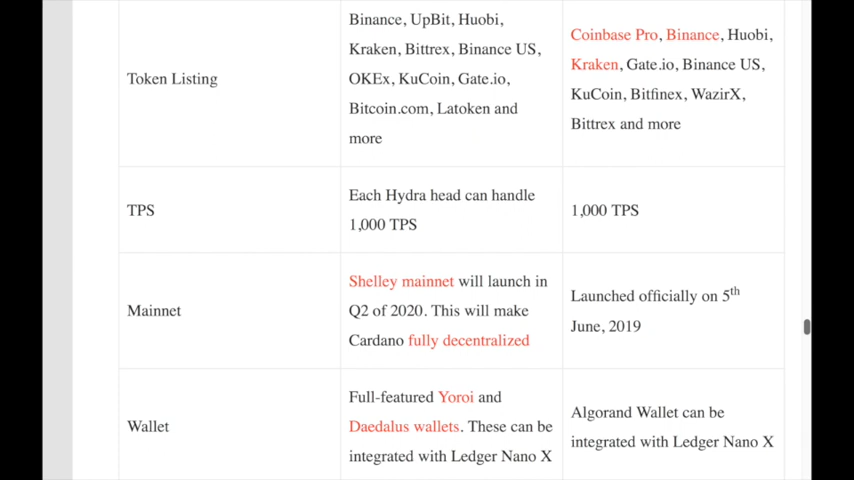 Token Listing
Binance, UpBit, Huobi,
Kraken, Bittrex, Binance US,
OKEx, KuCoin, Gate.io,
Bitcoin.com, Latoken and
more
Coinbase Pro, Binance, Huobi,
Kraken, Gate.io, Binance US,
KuCoin, Bitfinex, WazirX,
Bittrex and more
TPS
Each Hydra head can handle
1,000 TPS
1,000 TPS
Mainnet
Shelley mainnet will launch in
Q2 of 2020. This will make
Cardano fully decentralized
Launched officially on 5th
June, 2019
Wallet
Full-featured Yoroi and
Daedalus wallets. These can be
integrated with Ledger Nano X
Algorand Wallet can be
integrated with Ledger Nano X